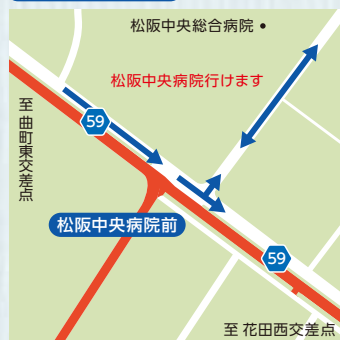 松阪中央総合病院
松阪中央病院行けます
59
至 曲町東交差点
松阪中央病院前
59
至 花田西交差点